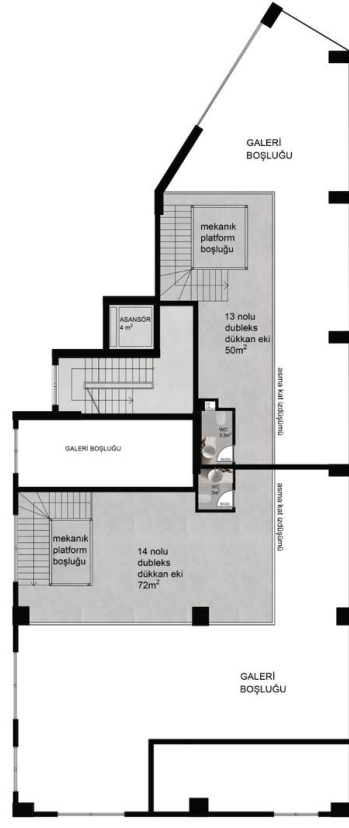 GALERİ
BOŞLUĞU
mekanık
platform
boşluğu
ASANSÖR
4 m²
13 nolu
dubleks
dükkan eki
50m²
asma kat izdüşümü
WC
GALERİ BOŞLUĞU
WC
asma kat izdüşümü
mekanık
platform
boşluğu
14 nolu
dubleks
dükkan eki
72m²
GALERİ
BOŞLUĞU